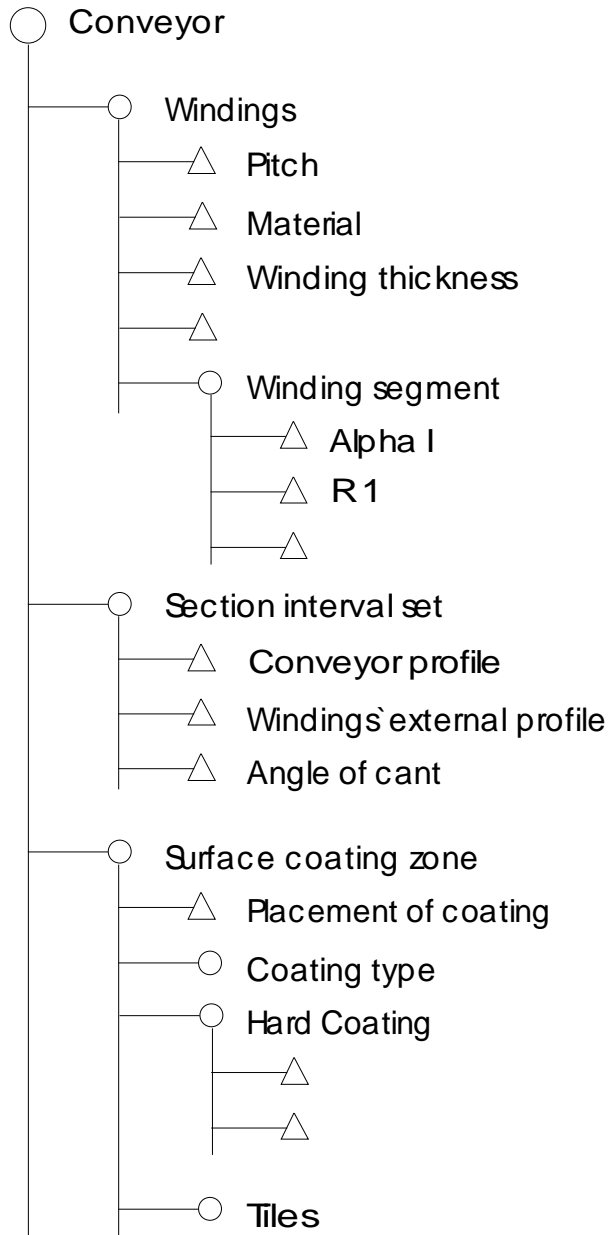 Conveyor
Windings
Pitch
Material
Winding thickness
Winding segment
Alpha I
R1
Section interval set
Conveyor profile
Windings`external profile
Angle of cant
Surface coating zone
Placement of coating
Coating type
Hard Coating
Tiles